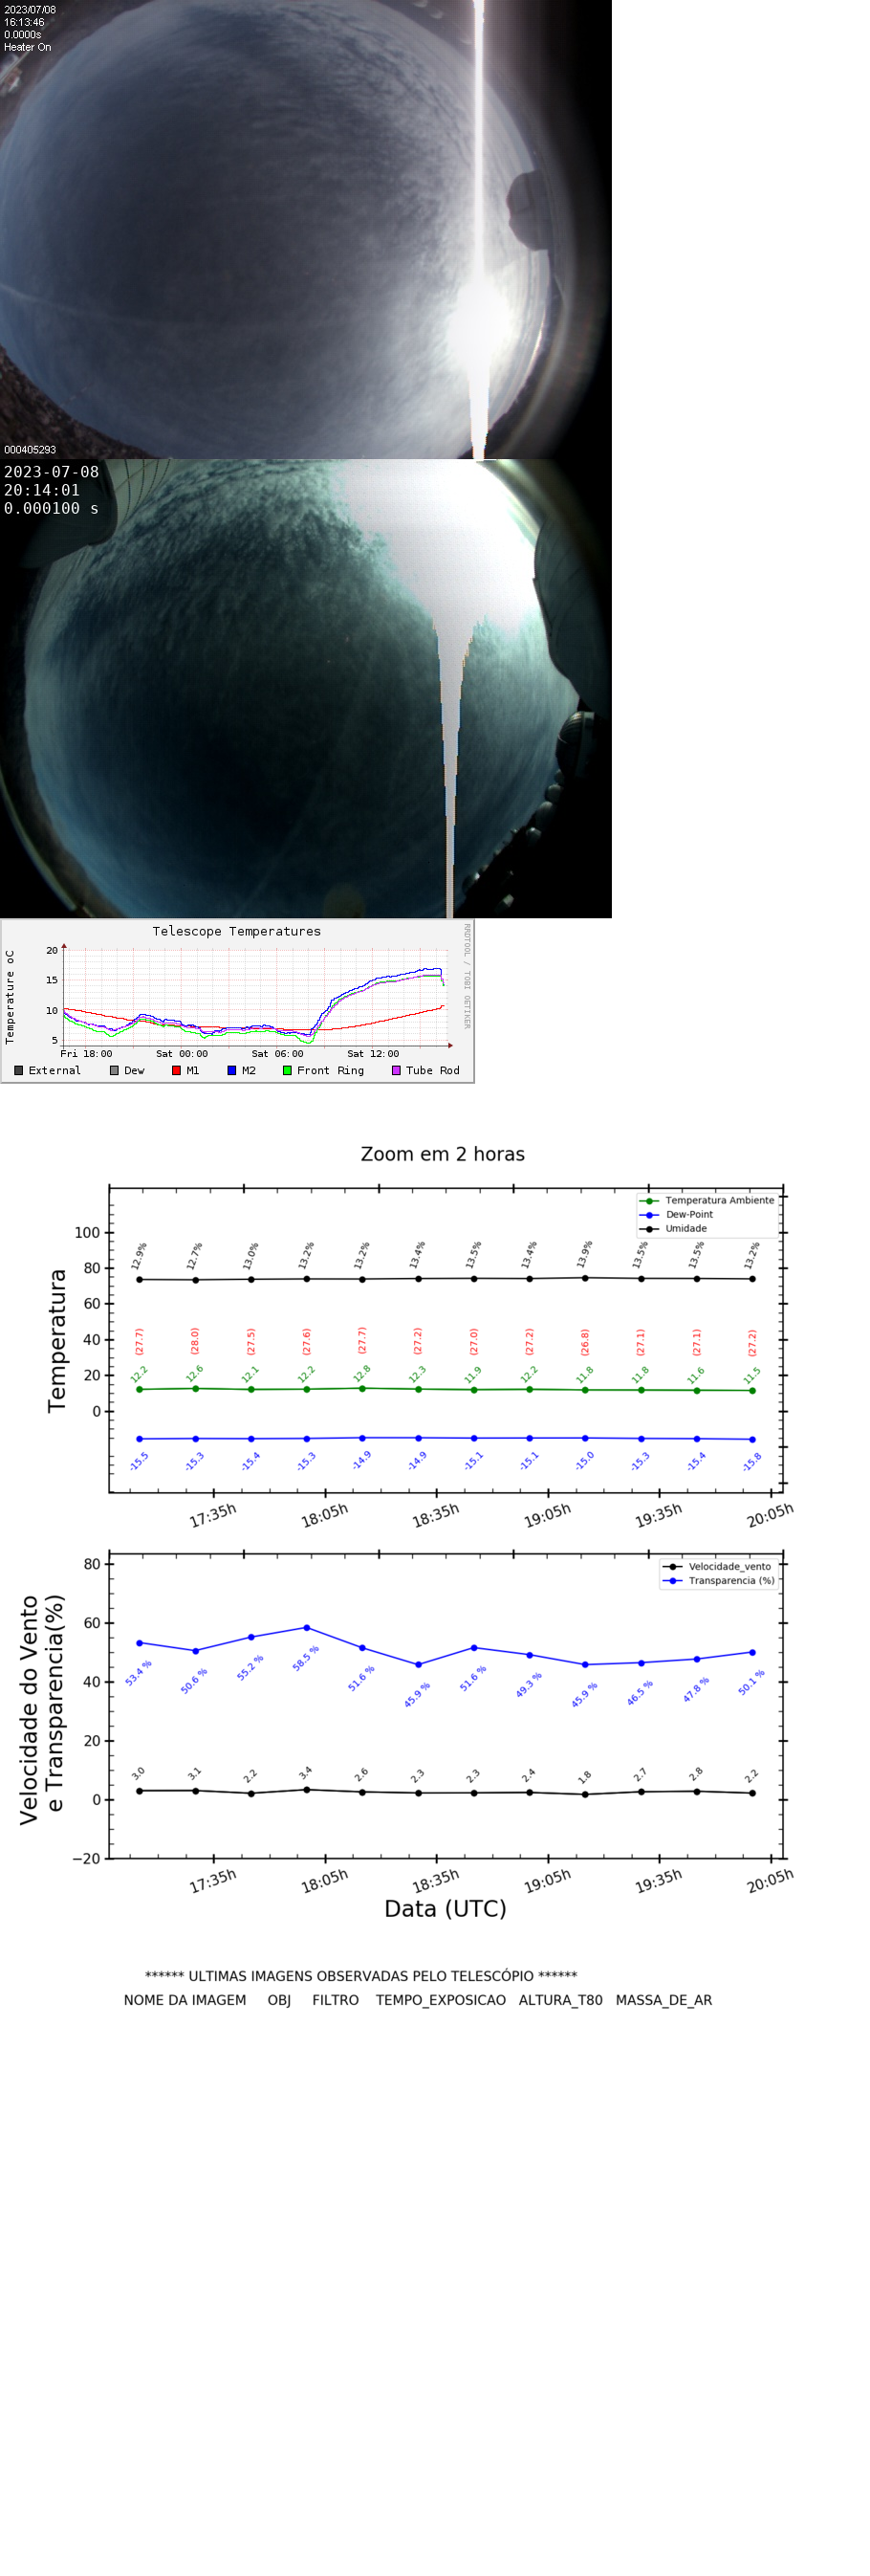 2023/07/08
16:13:46
0.0000s
Heater On
000405293
2023-07-08
20:14:01
0.000100 s
Telescope Temperatures
RRDTOOL / TOBI OETIKER
Temperature oC
20
15
10
5
Fri 18:00 Sat 00:00 Sat 06:00 Sat 12:00
External Dew M1 M2 Front Ring Tube Rod
Zoom em 2 horas
Temperatura Ambiente
Dew-Point
Umidade
Temperatura
100
80
60
40
20
0
12.9% 12.7% 13.0% 13.2% 13.2% 13.4% 13.5% 13.4% 13.9% 13.5% 13.5% 13.2%
(27.7) (28.0) (27.5) (27.6) (27.7) (27.2) (27.0) (27.2) (26.8) (27.1) (27.1) (27.2)
12.2 12.6 12.1 12.2 12.8 12.3 11.9 12.2 11.8 11.8 11.6 11.5
-15.5 -15.3 -15.4 -15.3 -14.9 -14.9 -15.1 -15.1 -15.0 -15.3 -15.4 -15.8
17:35h 18:05h 18:35h 19:05h 19:35h 20:05h
Velocidade_vento
Transparencia (%)
Velocidade do Vento
e Transparencia(%)
80
60
40
20
0
−20
53.4 % 50.6 % 55.2 % 58.5 % 51.6 % 45.9 % 51.6 % 49.3 % 45.9 % 46.5 % 47.8 % 50.1 %
3.0 3.1 2.2 3.4 2.6 2.3 2.3 2.4 1.8 2.7 2.8 2.2
17:35h 18:05h 18:35h 19:05h 19:35h 20:05h
Data (UTC)
****** ULTIMAS IMAGENS OBSERVADAS PELO TELESCÓPIO ******
NOME DA IMAGEM OBJ FILTRO TEMPO_EXPOSICAO ALTURA_T80 MASSA_DE_AR